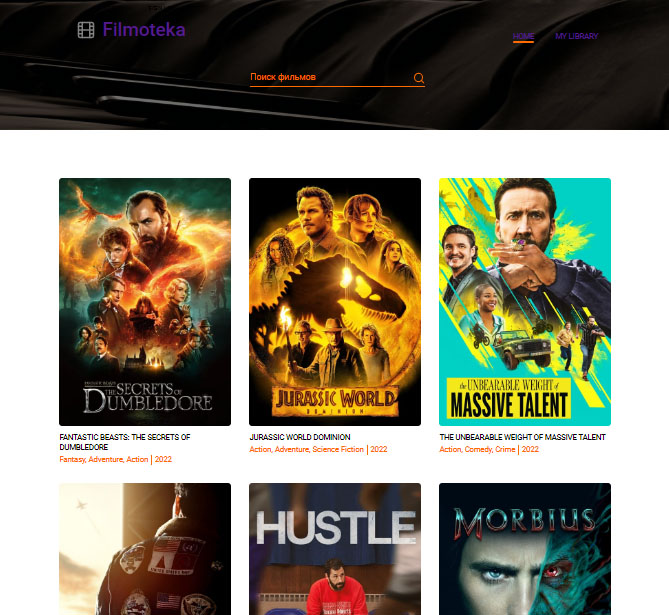 Filmoteka
HOME
MY LIBRARY
Поиск фильмов
THE SECRETS OF
DUMBLEDORE
JURASSIC WORLD
DOMINION
the UNBEARABLE WEIGHT of
MASSIVE TALENT
FANTASTIC BEASTS: THE SECRETS OF
DUMBLEDORE
Fantasy, Adventure, Action | 2022
JURASSIC WORLD DOMINION
Action, Adventure, Science Fiction | 2022
THE UNBEARABLE WEIGHT OF MASSIVE TALENT
Action, Comedy, Crime | 2022
HUSTLE
MORBIUS